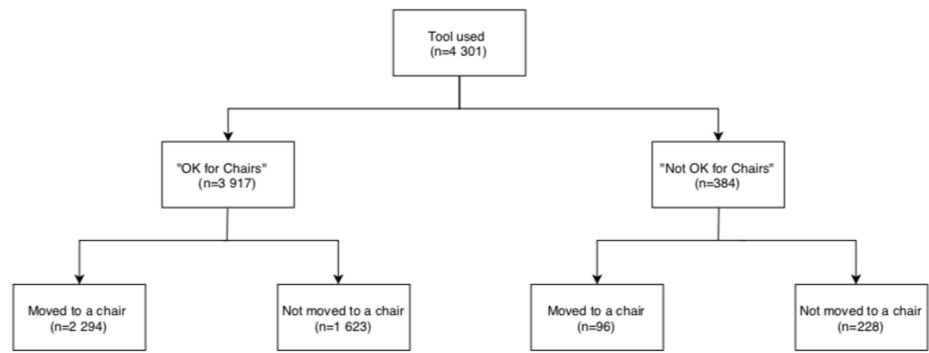 Tool used
(n=4 301)
"OK for Chairs"
(n=3 917)
"Not OK for Chairs"
(n=384)
Moved to a chair
(n=2 294)
Not moved to a chair
(n=1 623)
Moved to a chair
(n=96)
Not moved to a chair
(n=228)